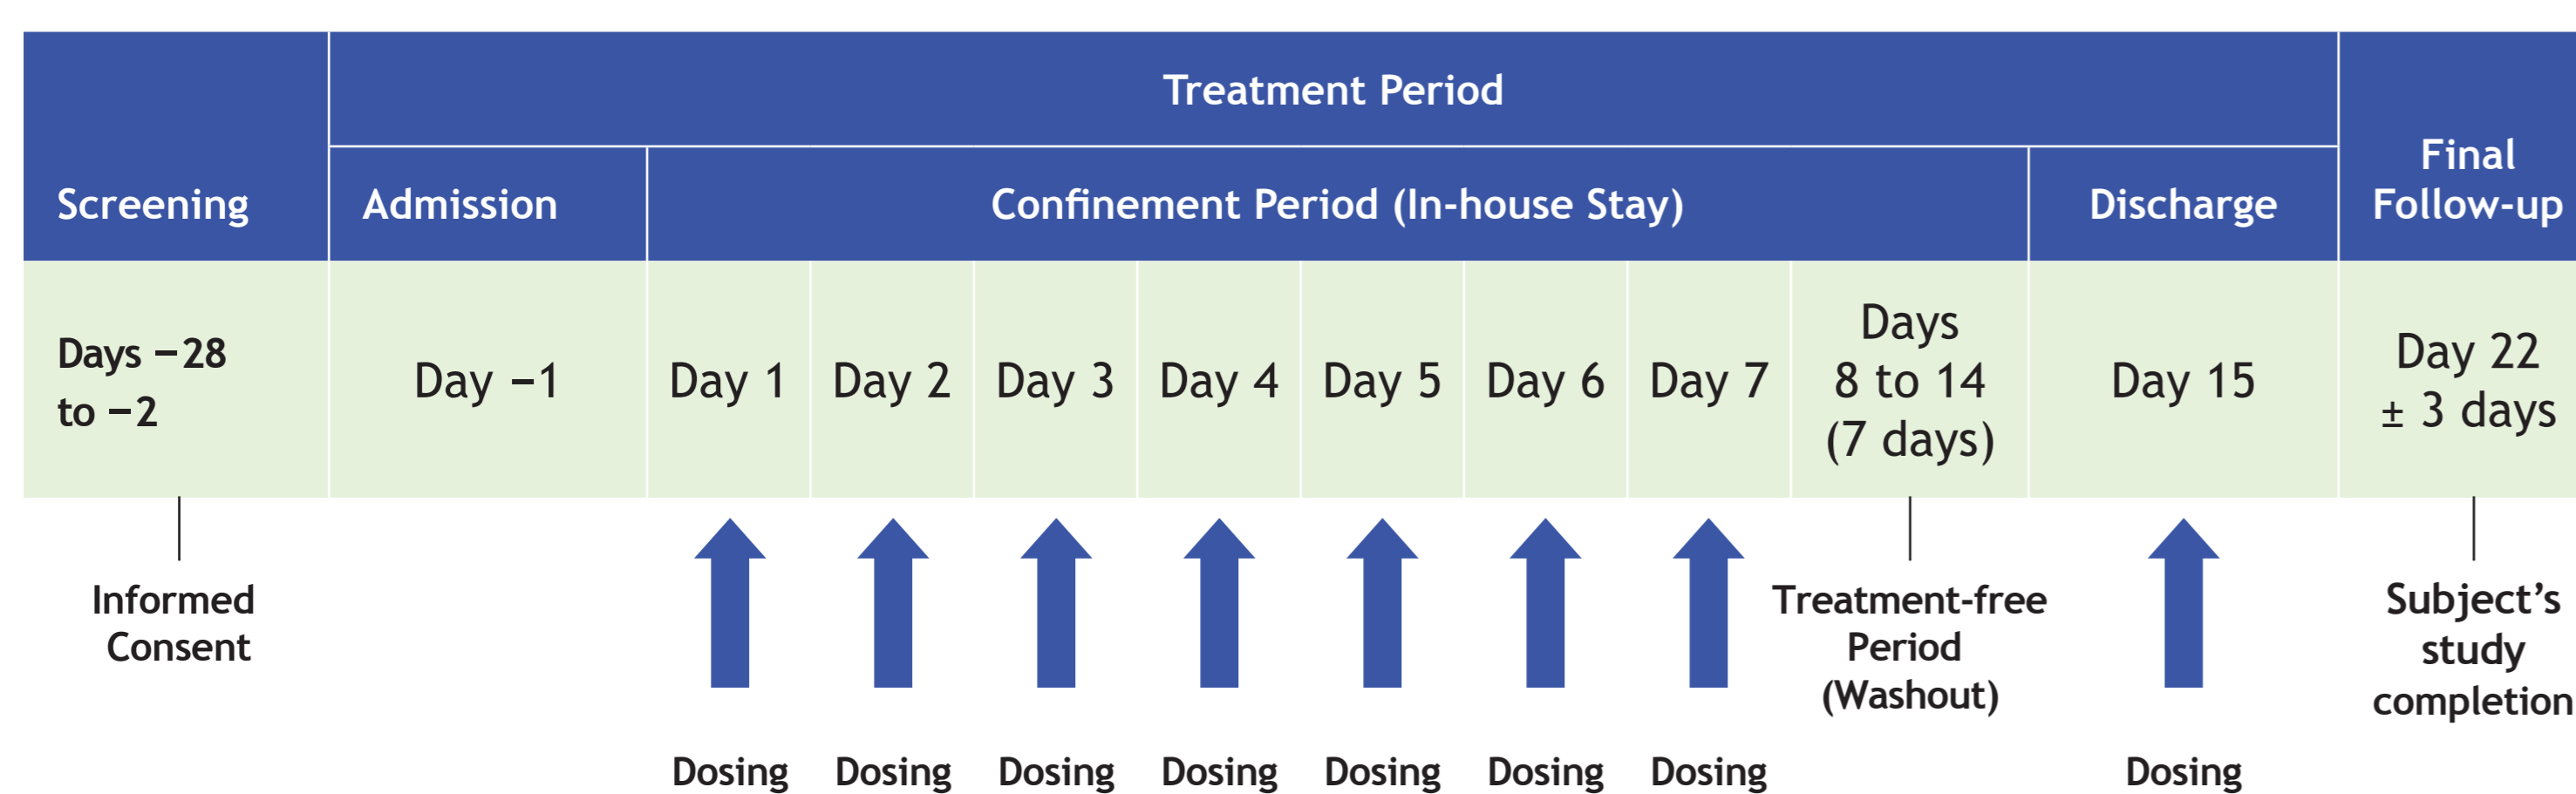 Treatment Period
Screening
Admission
Confinement Period (In-house Stay)
Discharge
Final
Follow-up
Days −28
to −2
Day −1
Day 1
Day 2
Day 3
Day 4
Day 5
Day 6
Day 7
Days
8 to 14
(7 days)
Day 15
Day 22
± 3 days
Informed
Consent
Treatment-free
Period
(Washout)
Subject’s
study
completion
Dosing
Dosing
Dosing
Dosing
Dosing
Dosing
Dosing
Dosing